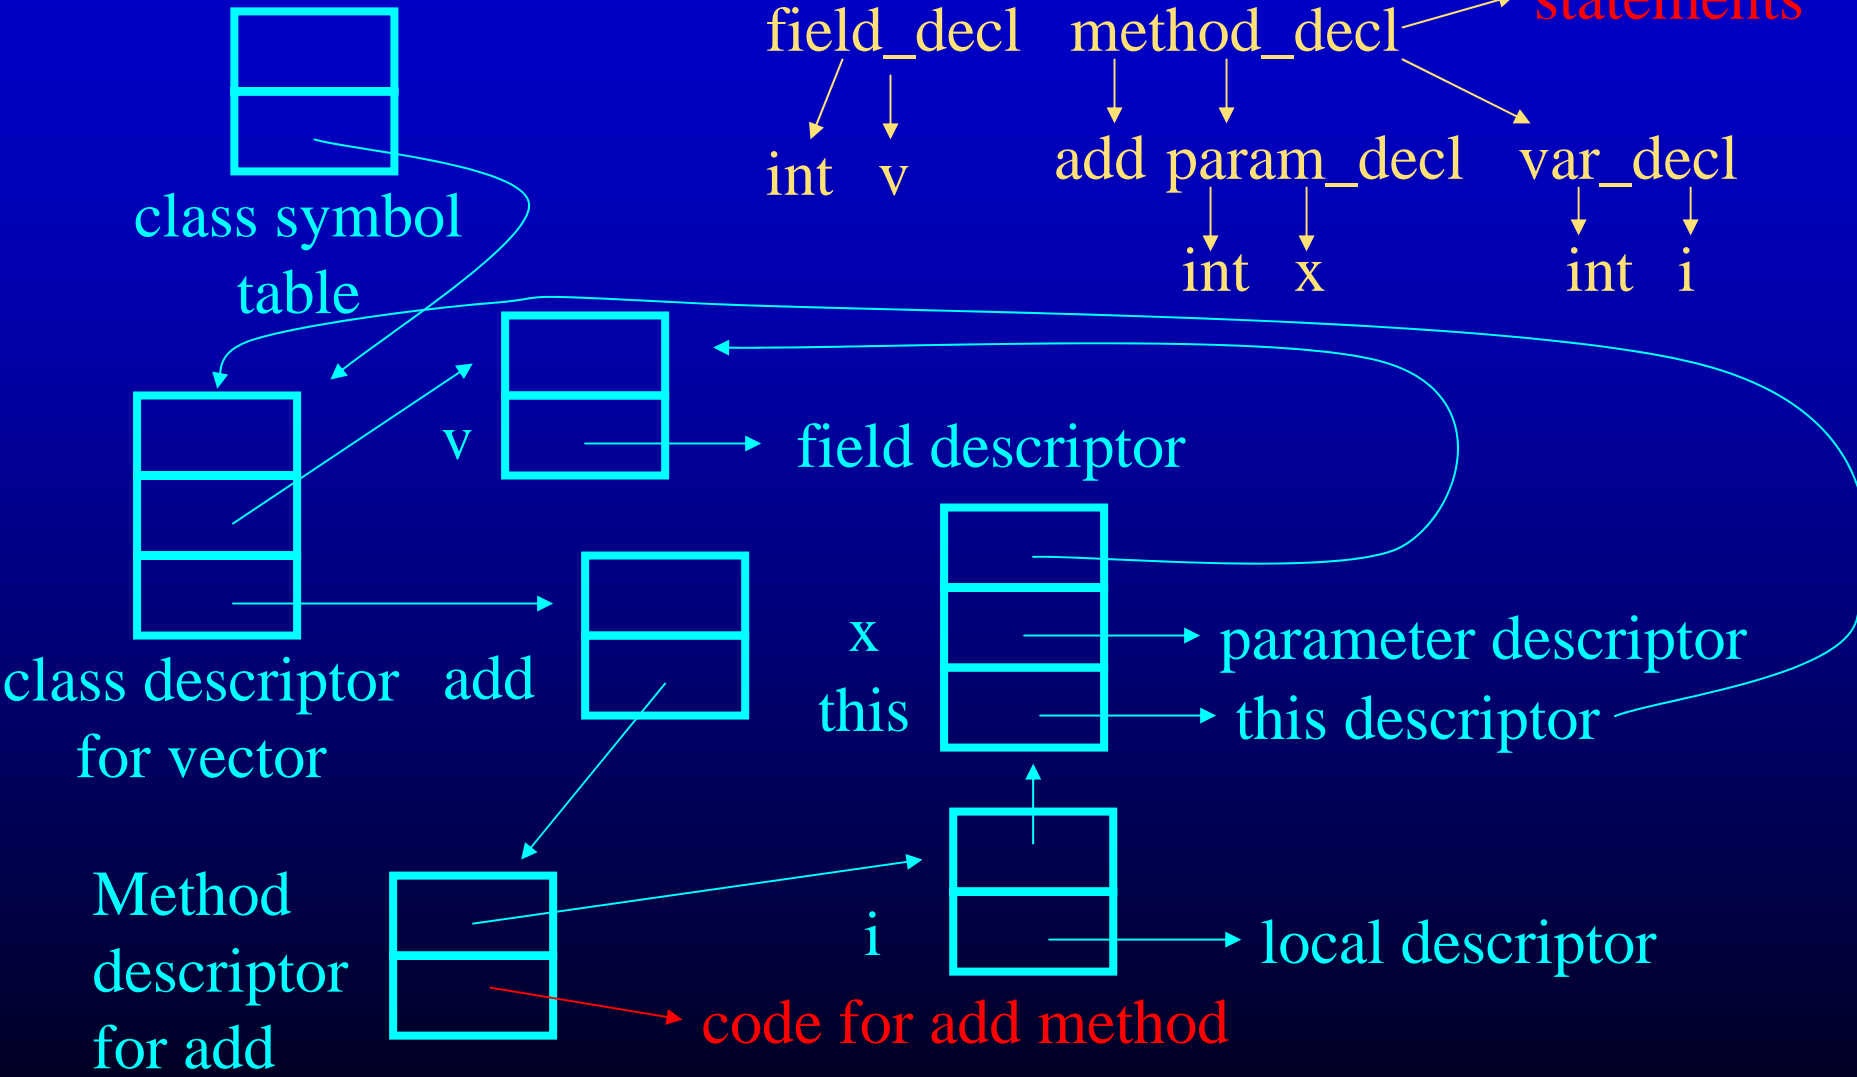 statements
field_decl method_decl
int v
add param_decl var_decl
int x
int i
class symbol
table
v
field descriptor
x
parameter descriptor
this
this descriptor
class descriptor
for vector
add
Method
descriptor
for add
i
local descriptor
code for add method